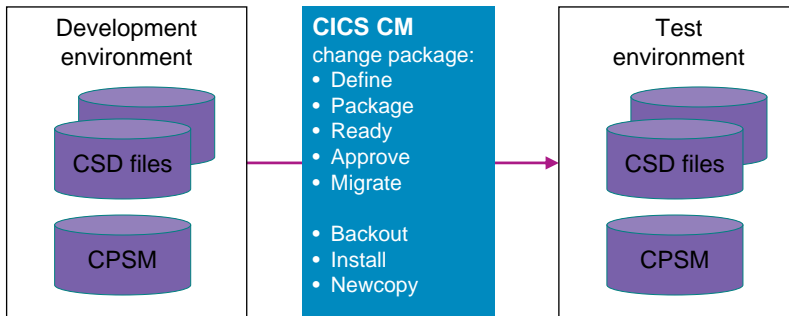 Development
environment
CSD files
CPSM
CICS CM
change package:
• Define
• Package
• Ready
• Approve
• Migrate
• Backout
• Install
• Newcopy
Test
environment
CSD files
CPSM